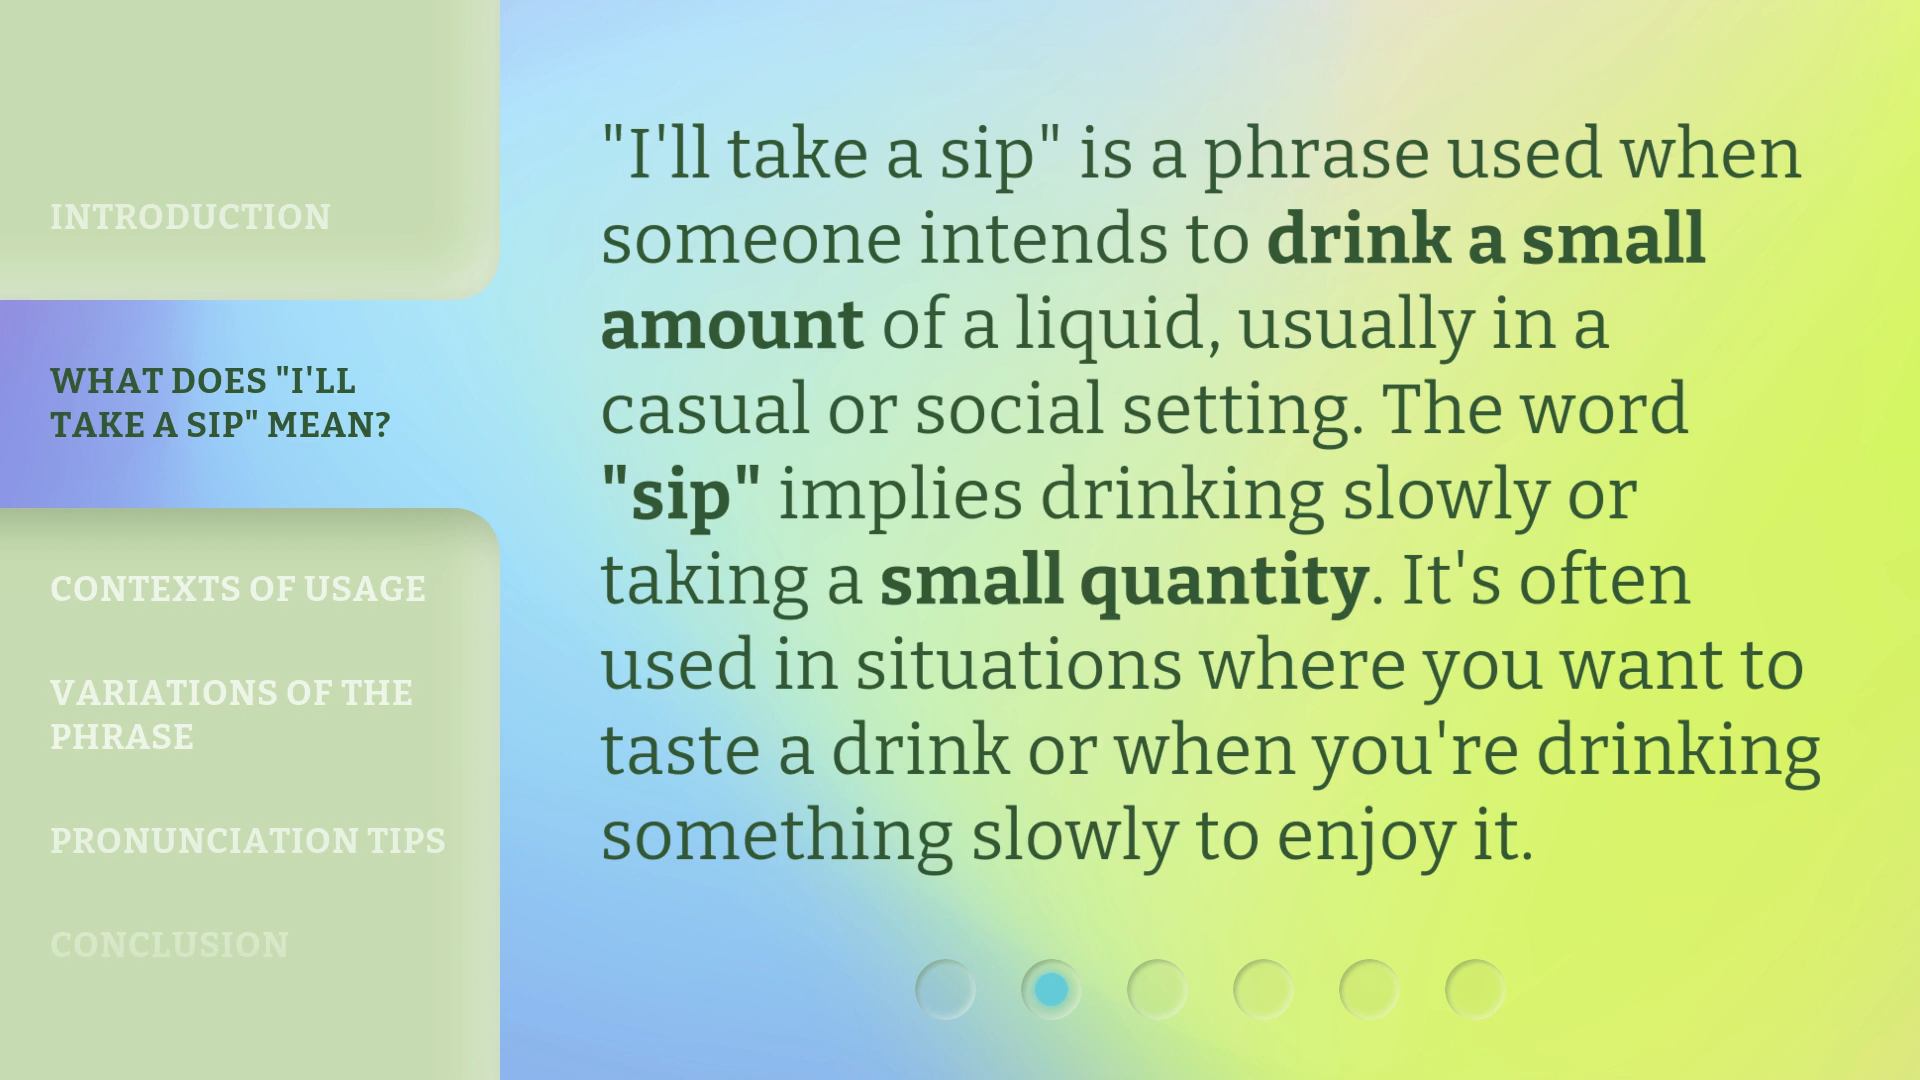 INTRODUCTION
WHAT DOES "I'LL
TAKE A SIP" MEAN?
CONTEXTS OF USAGE
VARIATIONS OF THE
PHRASE
PRONUNCIATION TIPS
CONCLUSION
"I'll take a sip" is a phrase used when
someone intends to drink a small
amount of a liquid, usually in a
casual or social setting. The word
"sip" implies drinking slowly or
taking a small quantity. It's often
used in situations where you want to
taste a drink or when you're drinking
something slowly to enjoy it.